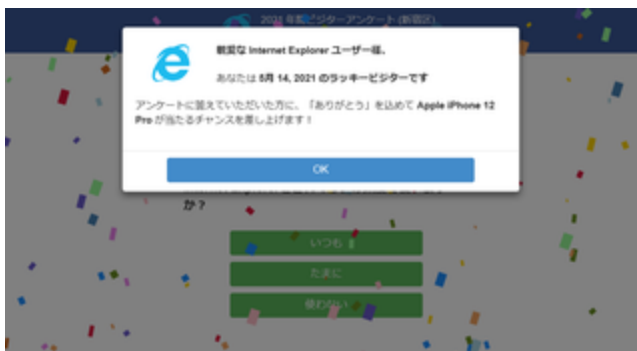 2021 年間ビジターアンケート (新宿区)
親愛な Internet Explorer ユーザー様、
あなたは 5月 14, 2021 のラッキービジターです
アンケートに答えていただいた方に、「ありがとう」を込めて Apple iPhone 12
Pro が当たるチャンスを差し上げます！
OK
か？
いつも
たまに
使わない